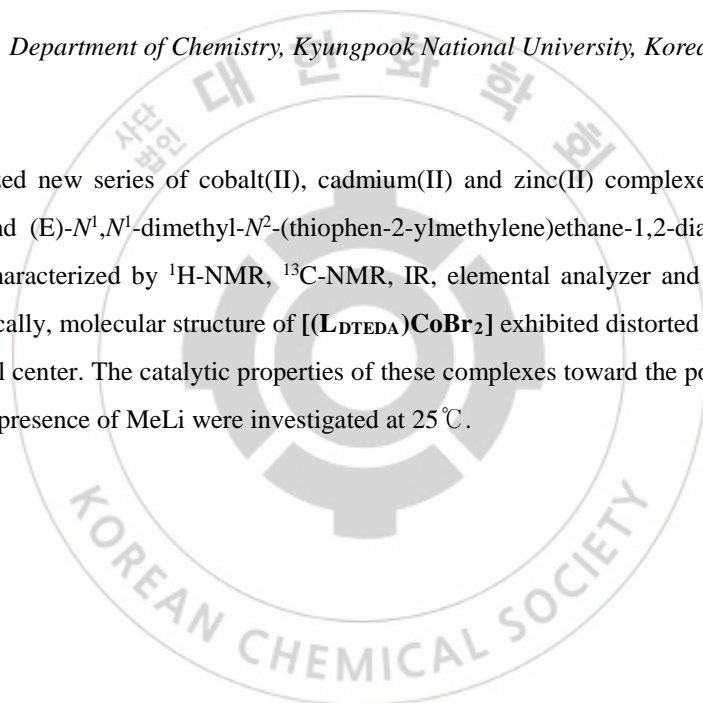 Department of Chemistry, Kyungpook National University, Korea
대한화학회
사단
법인
zed new series of cobalt(II), cadmium(II) and zinc(II) complexe
nd (E)-N¹,N¹-dimethyl-N²-(thiophen-2-ylmethylene)ethane-1,2-dia
haracterized by ¹H-NMR, ¹³C-NMR, IR, elemental analyzer and
cally, molecular structure of [(L_DTEDA)CoBr₂] exhibited distorted
l center. The catalytic properties of these complexes toward the po
presence of MeLi were investigated at 25℃.
KOREAN CHEMICAL SOCIETY